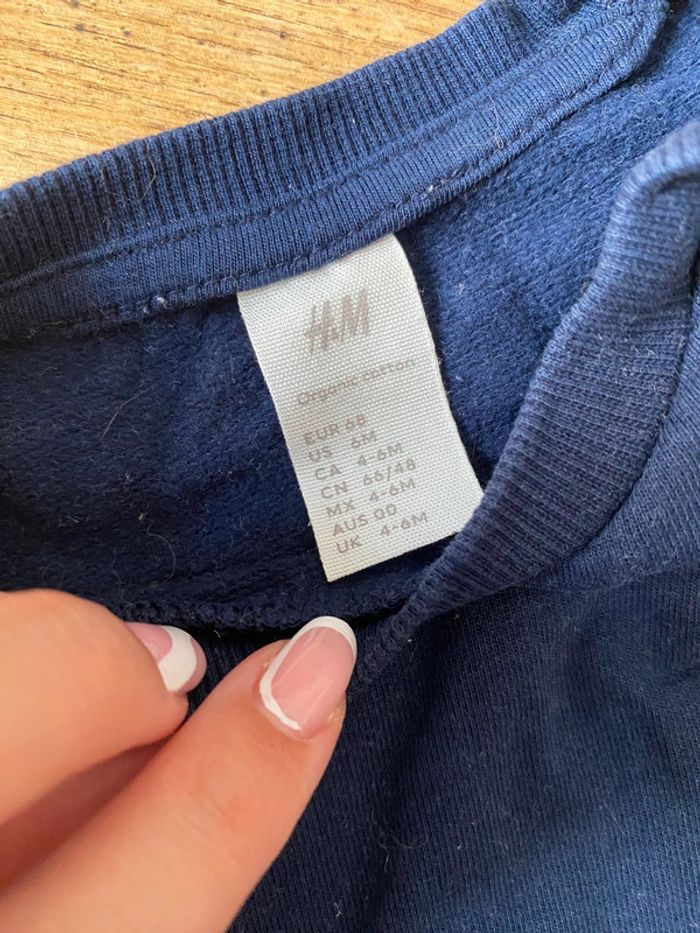 H&M
Organic cotton
EUR 68
US 6M
CA 4-6M
CN 66/48
MX 4-6M
AUS 00
UK 4-6M